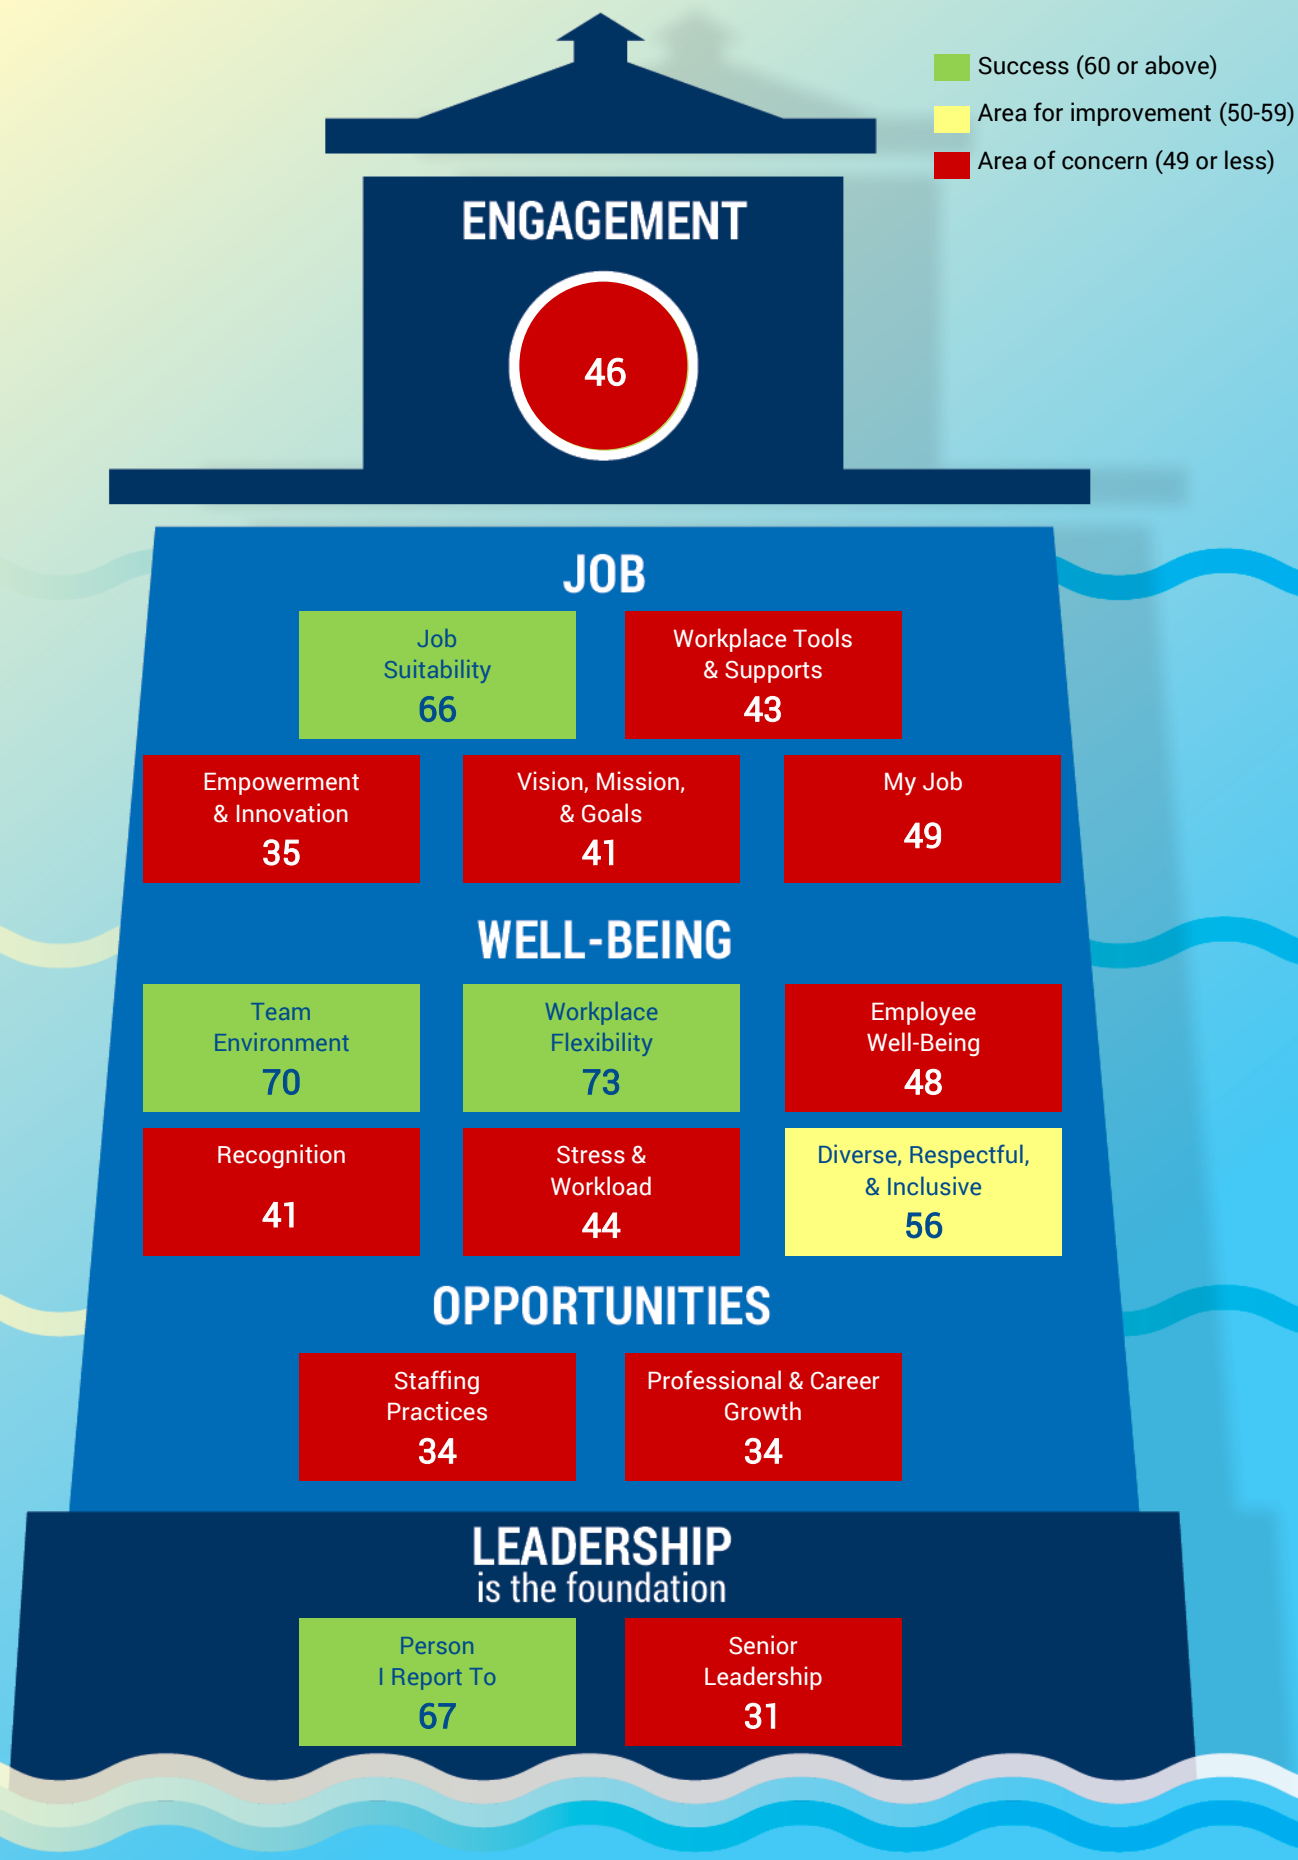 Success (60 or above)
Area for improvement (50-59)
Area of concern (49 or less)
ENGAGEMENT
46
JOB
Job
Suitability
66
Workplace Tools
& Supports
43
Empowerment
& Innovation
35
Vision, Mission,
& Goals
41
My Job
49
WELL-BEING
Team
Environment
70
Workplace
Flexibility
73
Employee
Well-Being
48
Recognition
41
Stress &
Workload
44
Diverse, Respectful,
& Inclusive
56
OPPORTUNITIES
Staffing
Practices
34
Professional & Career
Growth
34
LEADERSHIP
is the foundation
Person
I Report To
67
Senior
Leadership
31